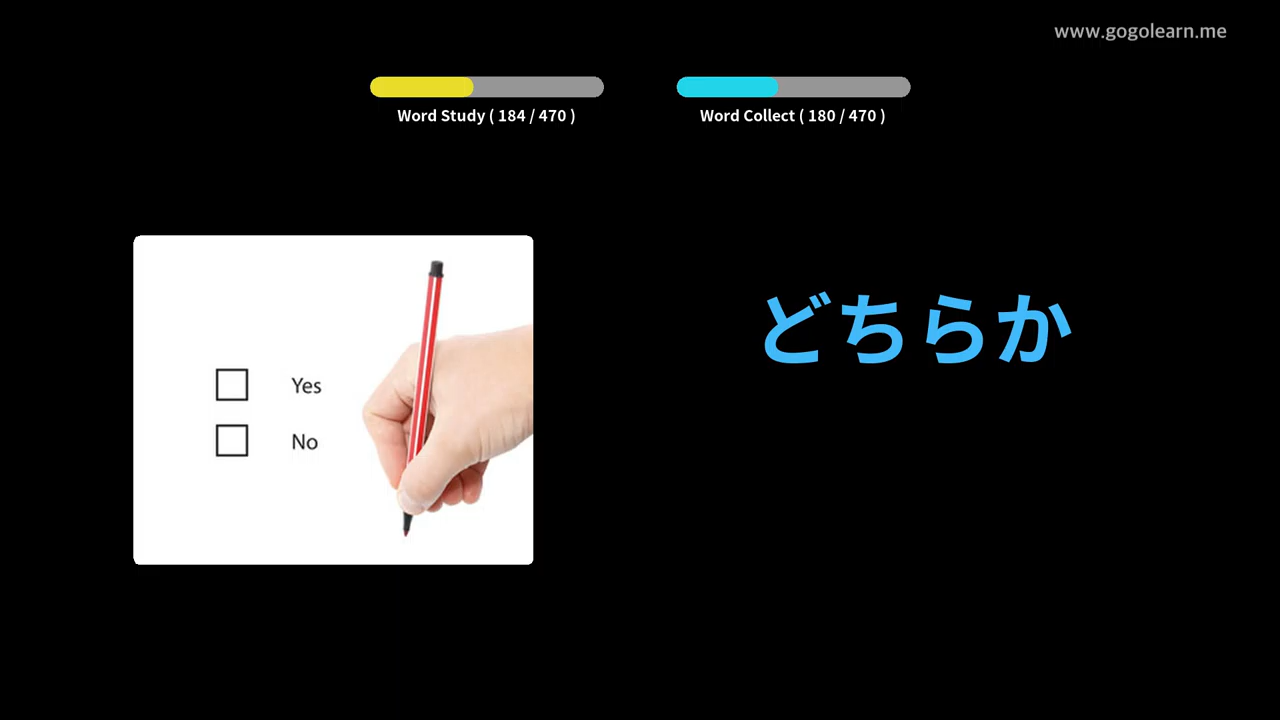 www.gogolearn.me
Word Study ( 184 / 470 )
Word Collect ( 180 / 470 )
Yes
No
どちらか